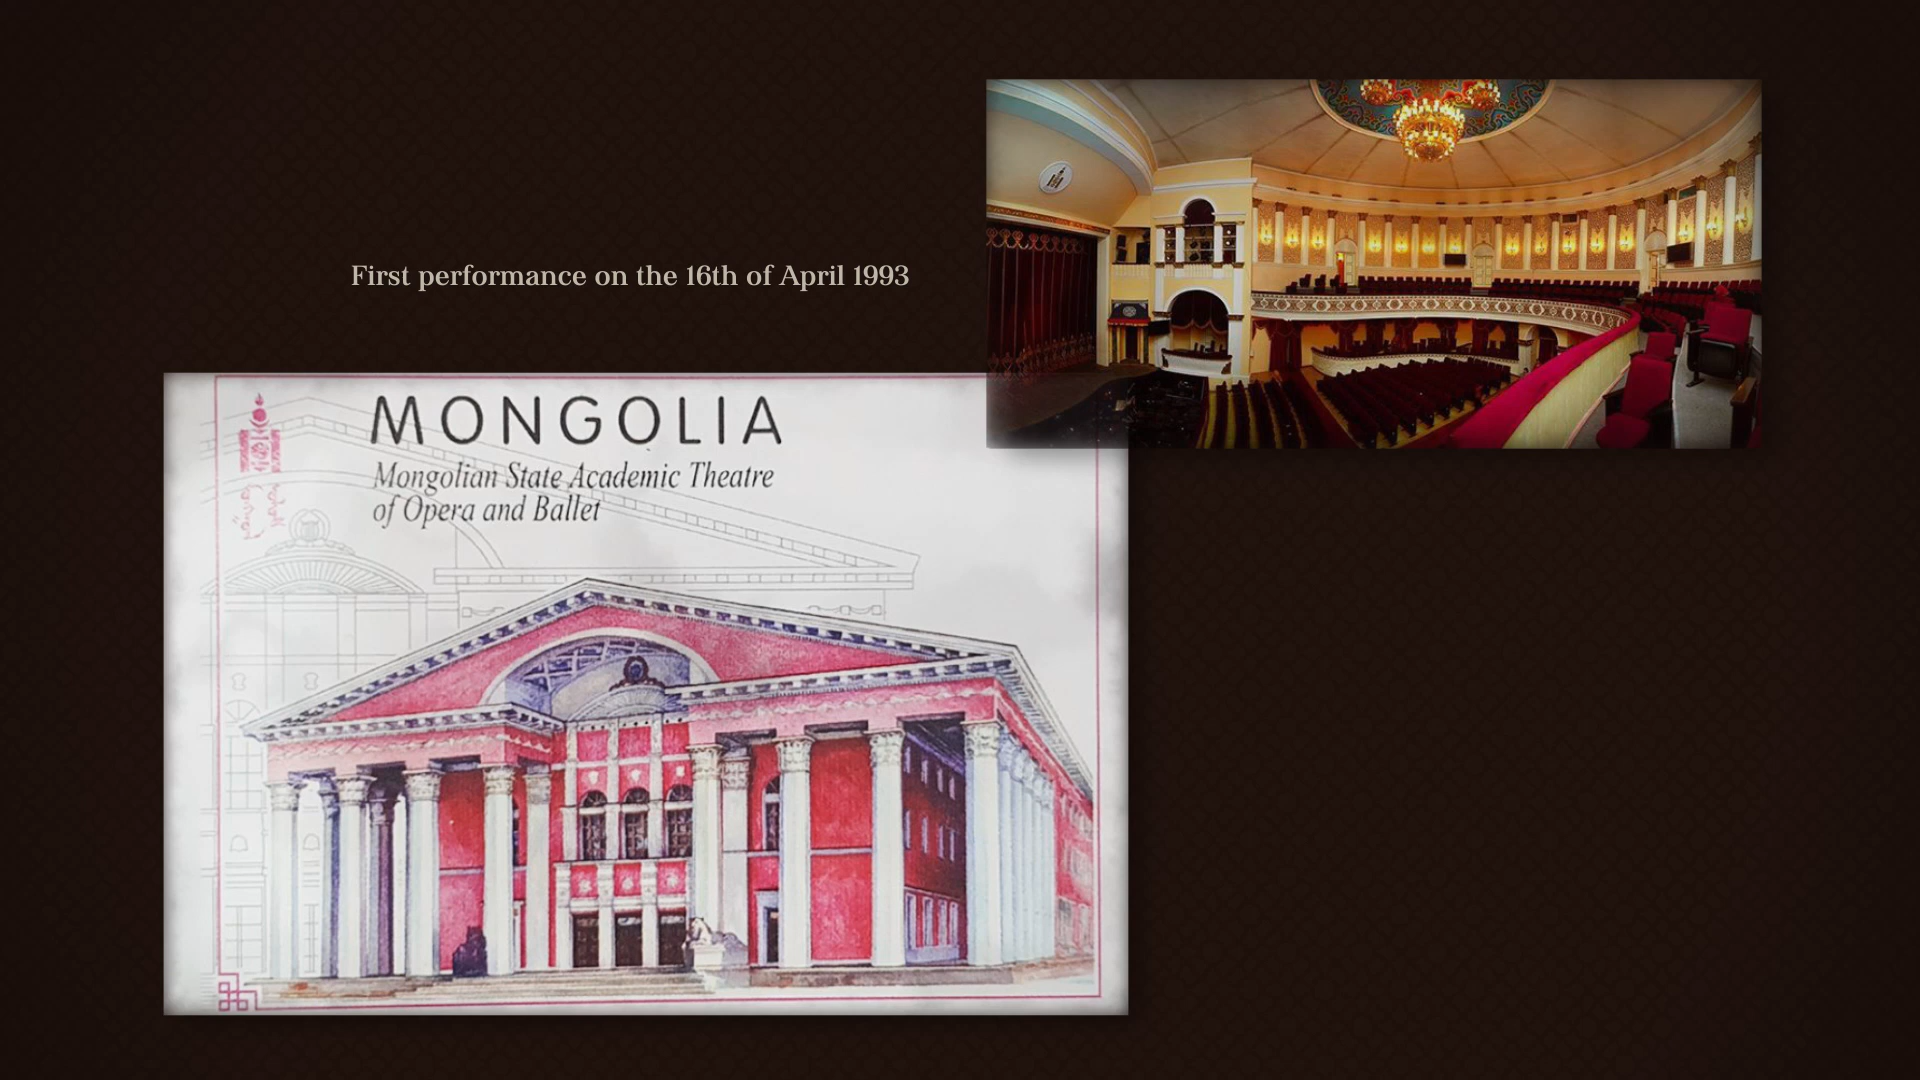 First performance on the 16th of April 1993
MONGOLIA
Mongolian State Academic Theatre
of Opera and Ballet